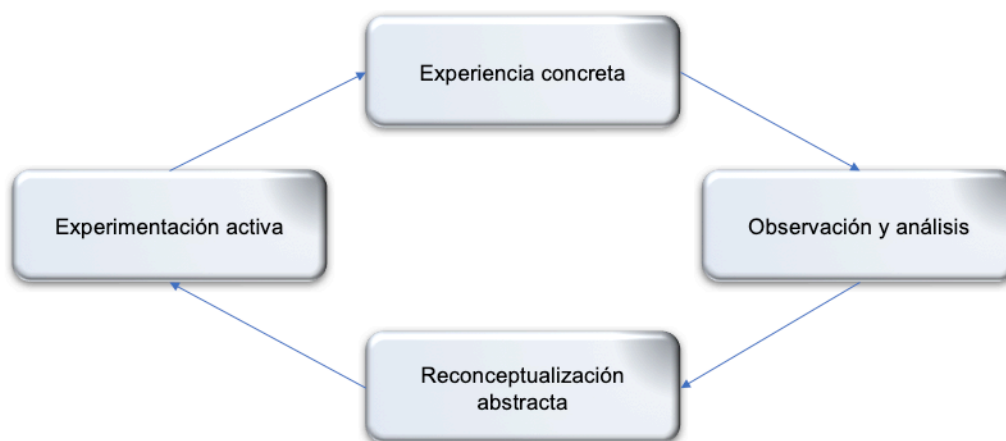 Experiencia concreta
Experimentación activa
Observación y análisis
Reconceptualización
abstracta